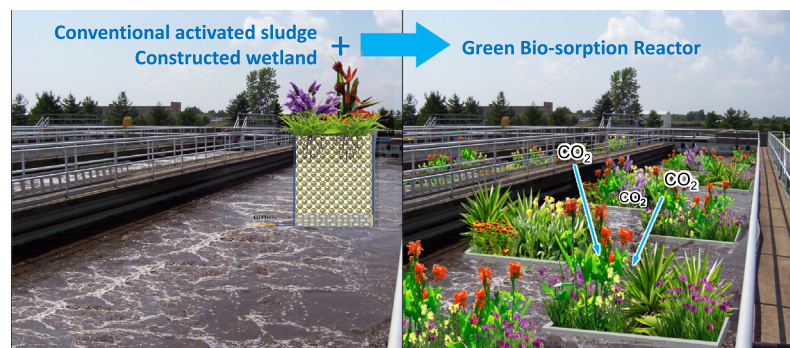 Conventional activated sludge
Constructed wetland
+
Green Bio-sorption Reactor
CO2
CO2
CO2